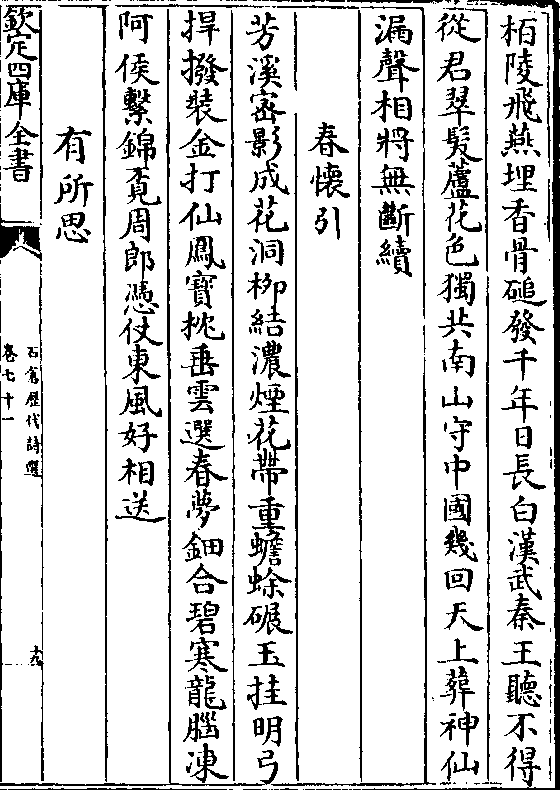 栢陵飛燕埋香骨磓發千年日長白漢武秦王聽不得
從君翠髮蘆花色獨共南山守中國幾回天上葬神仙
漏聲相將無斷續
春懷引
芳溪宻影成花洞栁結濃煙花帶重蟾蜍碾玉挂明弓
捍撥裝金打仙鳳寶枕垂雲選春夢鈿合碧寒龍腦凍
阿侯繫錦覔周郎憑仗東風好相送
有所思
欽定四庫全書
石倉歷代詩選
卷七十一
十九